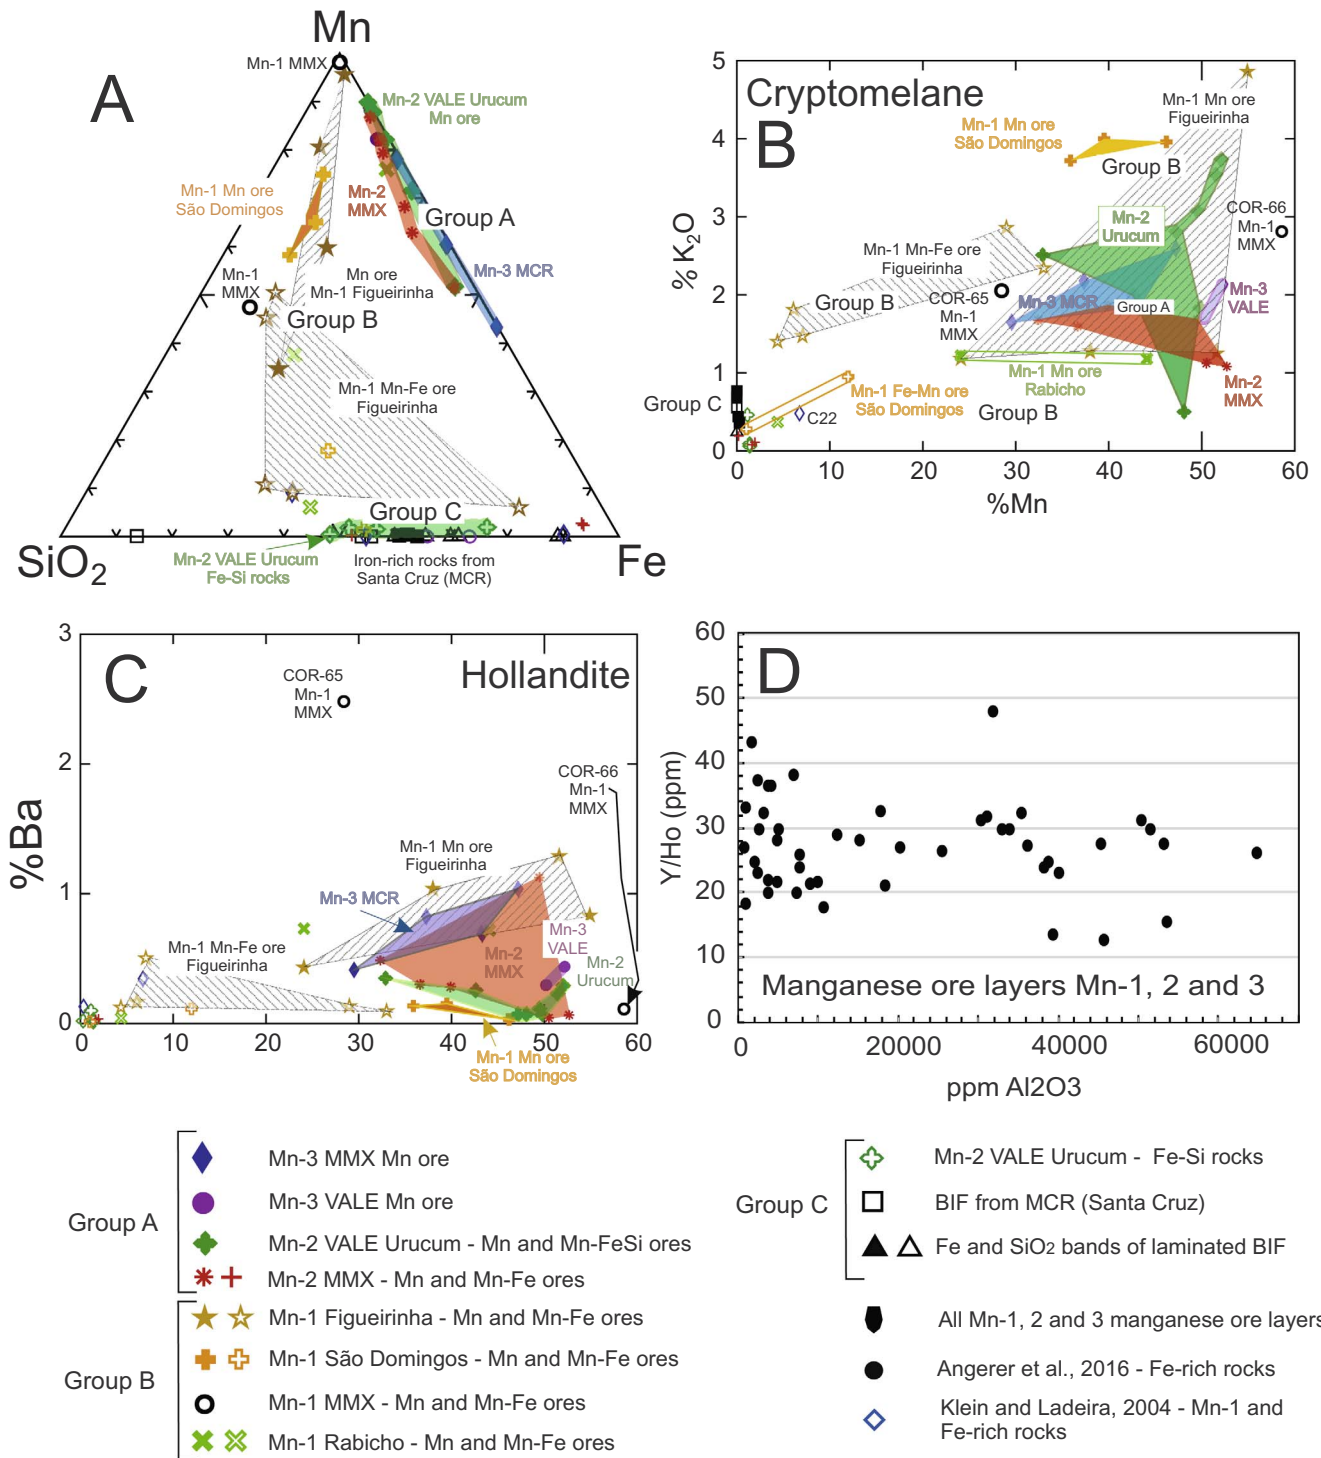 Mn
Mn-1 MMX
A
Mn-2 VALE Urucum
Mn ore
Mn-1 Mn ore
São Domingos
Mn-2
MMX
Group A
Mn-1
MMX
Mn ore
Mn-1 Figueirinha
Mn-3 MCR
Group B
Mn-1 Mn-Fe ore
Figueirinha
Group C
SiO2
Fe
Mn-2 VALE Urucum
Fe-Si rocks
Iron-rich rocks from
Santa Cruz (MCR)
Cryptomelane
B
Mn-1 Mn ore
Figueirinha
Mn-1 Mn ore
São Domingos
Group B
Mn-2
Urucum
COR-66
Mn-1
MMX
Mn-1 Mn-Fe ore
Figueirinha
Group B
COR-65
Mn-1
MMX
Mn-3 MCR
Group A
Mn-3
VALE
Mn-1 Mn ore
Rabicho
Mn-2
MMX
Mn-1 Fe-Mn ore
São Domingos
Group B
Group C
C22
% K2O
5
4
3
2
1
0
0 10 20 30 40 50 60
%Mn
C
Hollandite
COR-65
Mn-1
MMX
COR-66
Mn-1
MMX
Mn-1 Mn ore
Figueirinha
Mn-3 MCR
Mn-1 Mn-Fe ore
Figueirinha
Mn-2
MMX
Mn-3
VALE
Mn-2
Urucum
Mn-1 Mn ore
São Domingos
%Ba
3
2
1
0
0 10 20 30 40 50 60
D
Y/Ho (ppm)
60
50
40
30
20
10
0
Manganese ore layers Mn-1, 2 and 3
0 20000 40000 60000
ppm Al2O3
Group A
Mn-3 MMX Mn ore
Mn-3 VALE Mn ore
Mn-2 VALE Urucum - Mn and Mn-FeSi ores
Mn-2 MMX - Mn and Mn-Fe ores
Group B
Mn-1 Figueirinha - Mn and Mn-Fe ores
Mn-1 São Domingos - Mn and Mn-Fe ores
Mn-1 MMX - Mn and Mn-Fe ores
Mn-1 Rabicho - Mn and Mn-Fe ores
Group C
Mn-2 VALE Urucum - Fe-Si rocks
BIF from MCR (Santa Cruz)
Fe and SiO2 bands of laminated BIF
All Mn-1, 2 and 3 manganese ore layers
Angerer et al., 2016 - Fe-rich rocks
Klein and Ladeira, 2004 - Mn-1 and
Fe-rich rocks